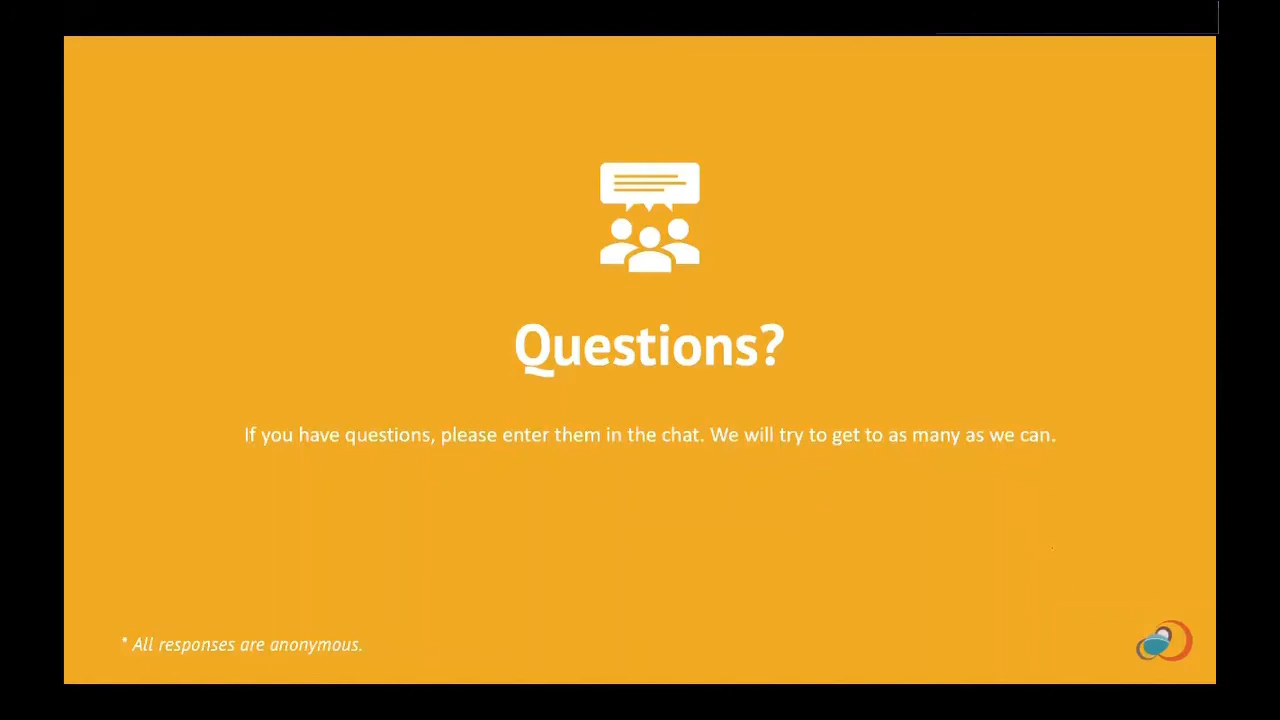 Questions?
If you have questions, please enter them in the chat. We will try to get to as many as we can.
* All responses are anonymous.